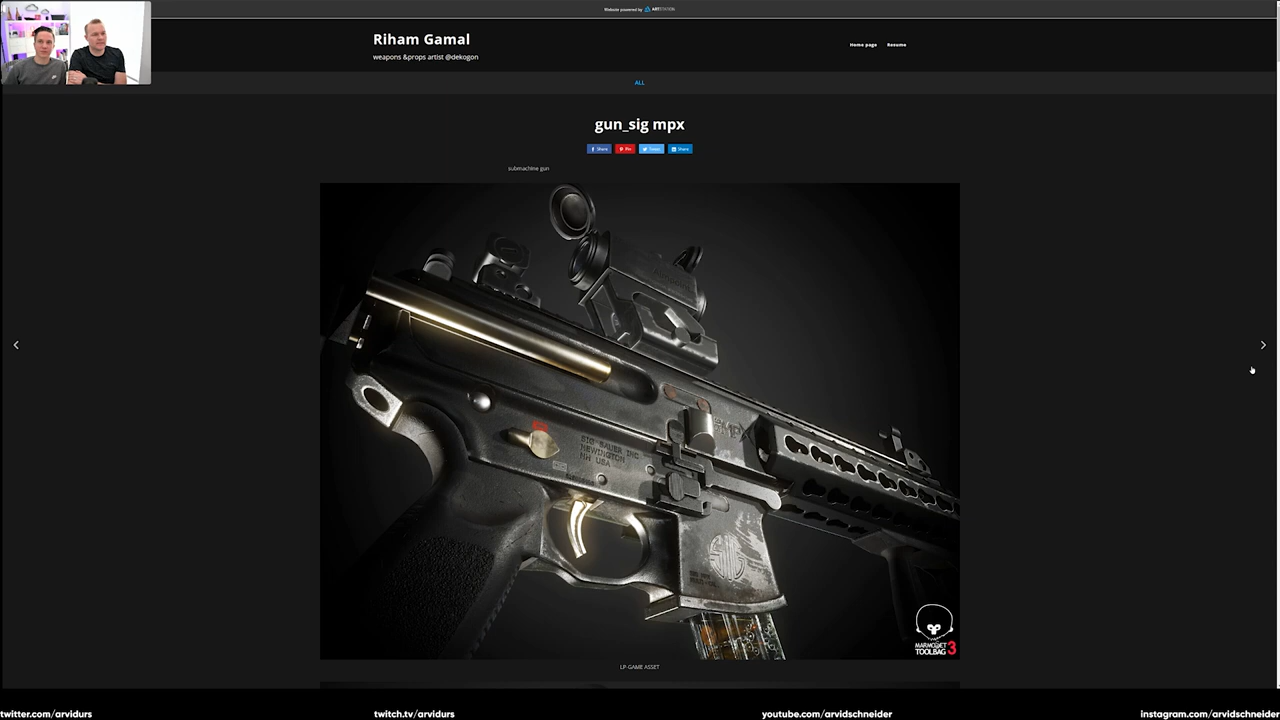 Website powered by ARTSTATION
Riham Gamal
weapons &props artist @dekogon
Home page Resume
ALL
gun_sig mpx
Share Pin Tweet Share
submachine gun
SIG SAUER INC
NEWINGTON
NH USA
MPX
SIG
MARMOSET
TOOLBAG 3
LP-GAME ASSET
twitter.com/arvidurs twitch.tv/arvidurs youtube.com/arvidschneider instagram.com/arvidschneider